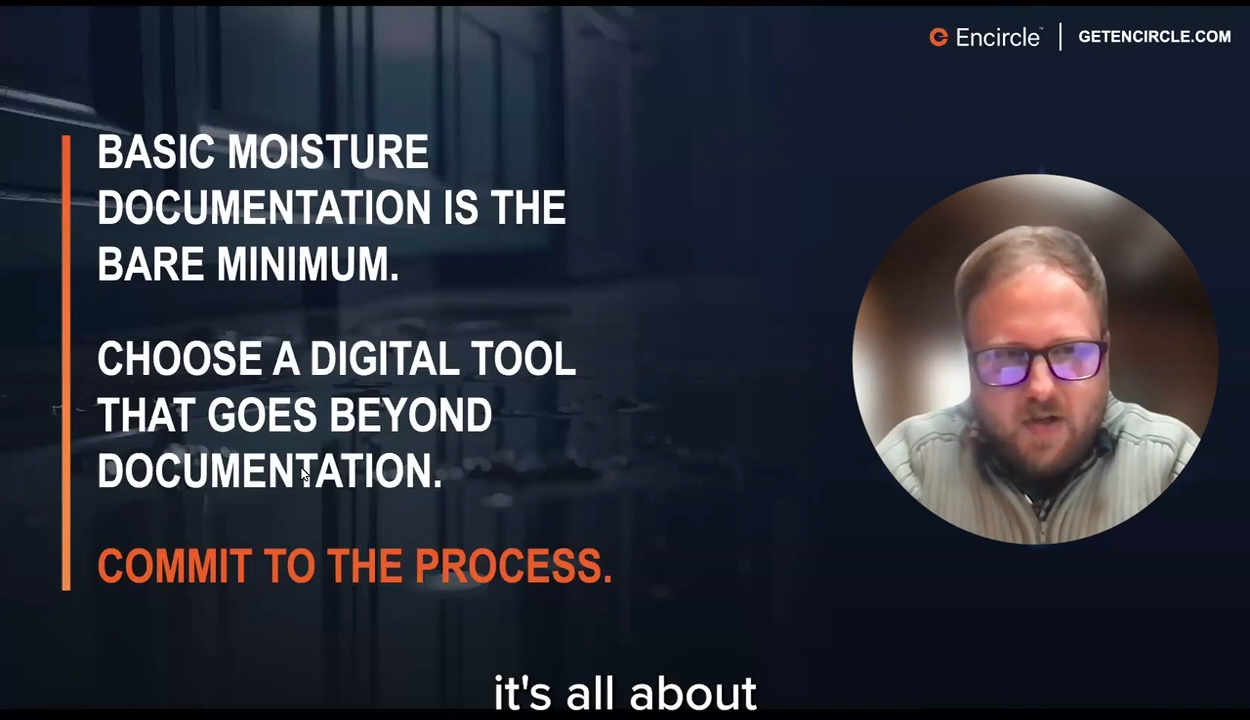 Encircle™ | GETENCIRCLE.COM
BASIC MOISTURE
DOCUMENTATION IS THE
BARE MINIMUM.
CHOOSE A DIGITAL TOOL
THAT GOES BEYOND
DOCUMENTATION.
COMMIT TO THE PROCESS.
it's all about